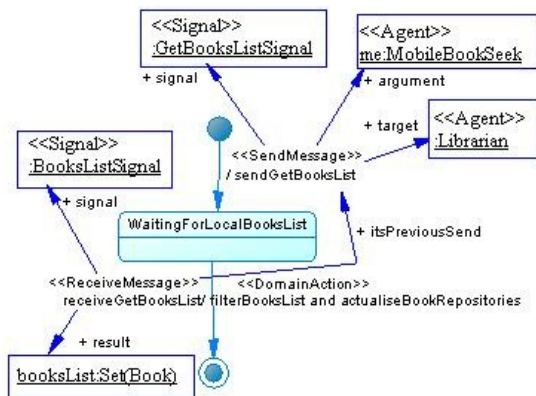 <<Signal>>
:GetBooksListSignal
<<Agent>>
me:MobileBookSeek
+ signal
+ argument
<<Agent>>
:Librarian
+ target
<<Signal>>
:BooksListSignal
<<SendMessage>>
/ sendGetBooksList
+ signal
WaitingForLocalBooksList
+ itsPreviousSend
<<ReceiveMessage>>
<<DomainAction>>
receiveGetBooksList/ filterBooksList and actualiseBookRepositories
+ result
booksList:Set(Book)